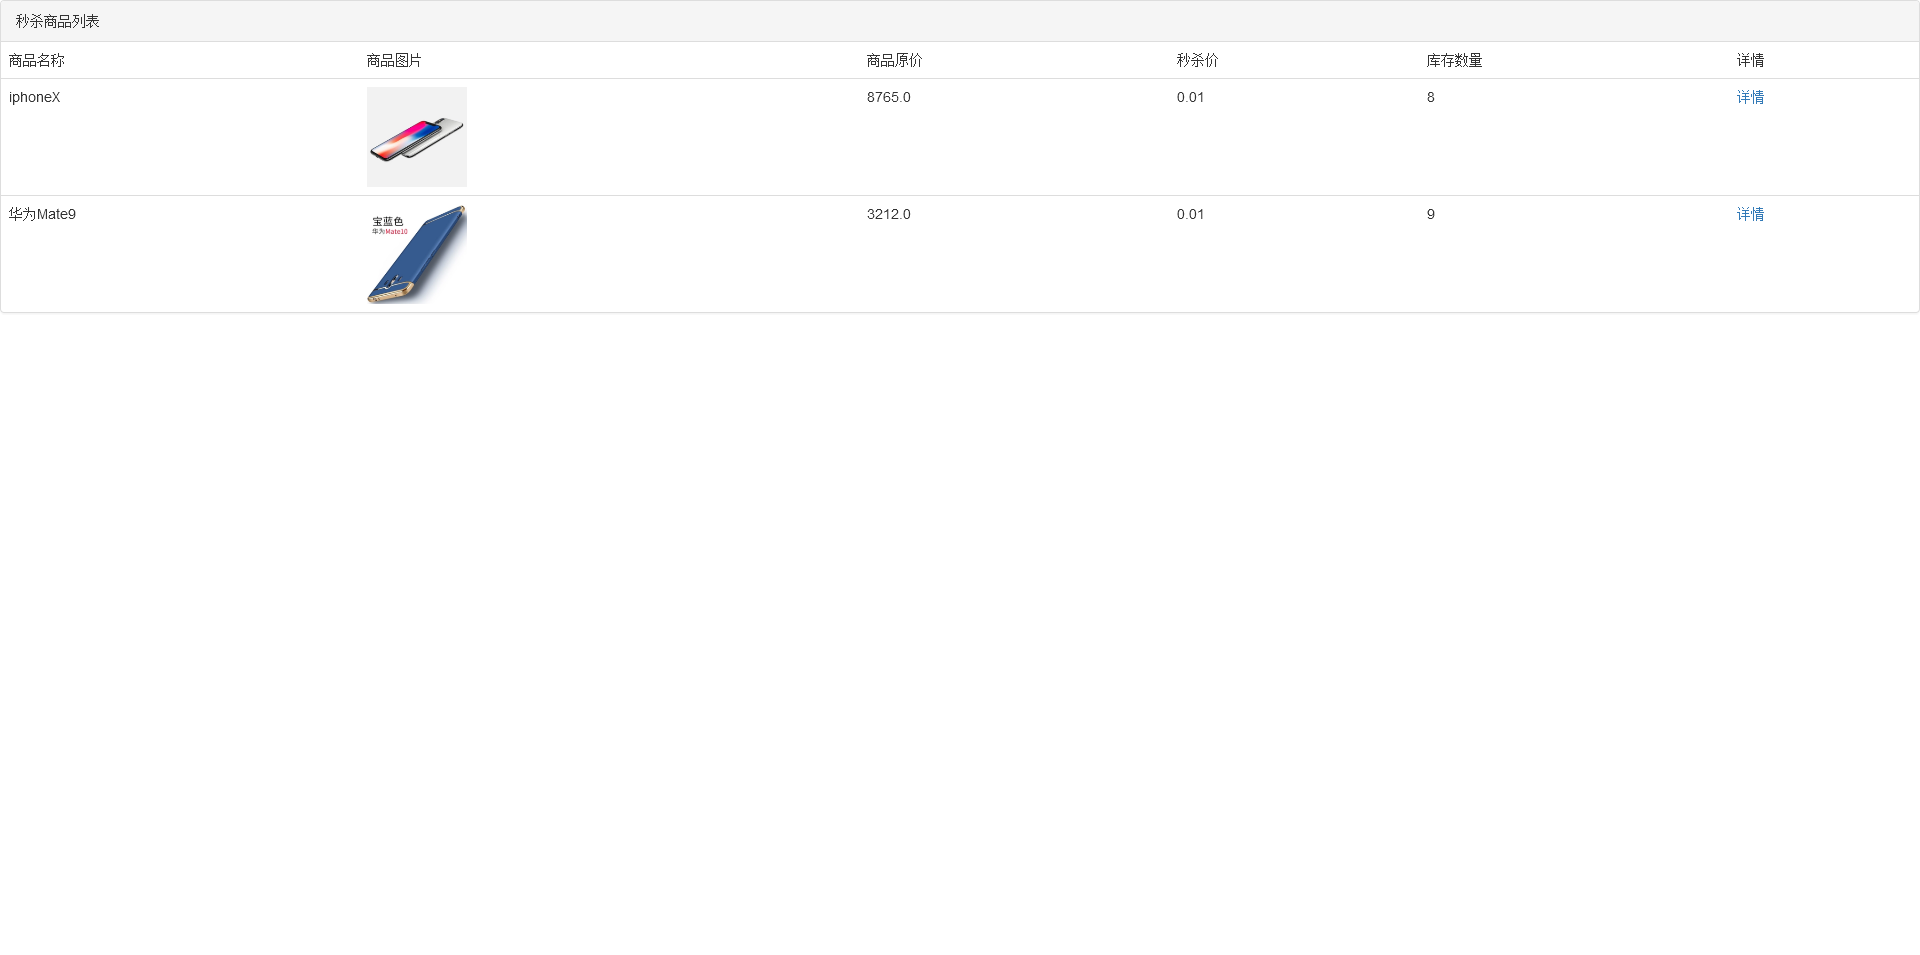 秒杀商品列表
商品名称 商品图片 商品原价 秒杀价 库存数量 详情
iphoneX 8765.0 0.01 8 详情
华为Mate9 3212.0 0.01 9 详情
宝蓝色
华为Mate10